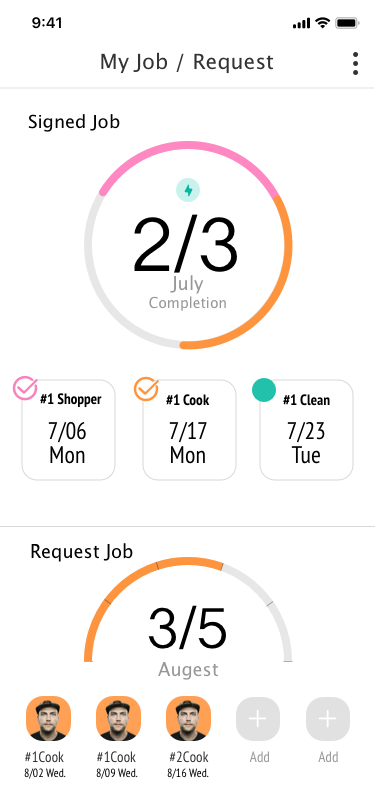 9:41
My Job / Request
Signed Job
2/3
July
Completion
#1 Shopper
7/06
Mon
#1 Cook
7/17
Mon
#1 Clean
7/23
Tue
Request Job
3/5
Augest
#1Cook
8/02 Wed.
#1Cook
8/09 Wed.
#2Cook
8/16 Wed.
Add
Add